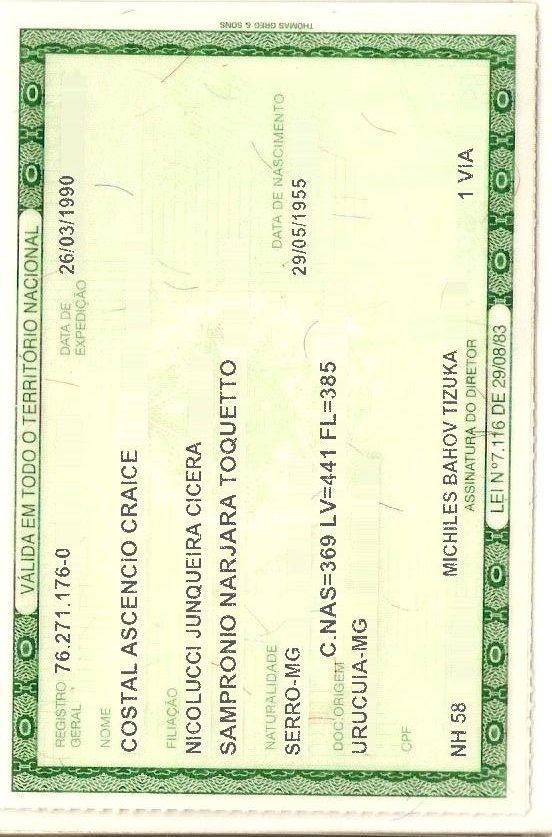 THOMAS GREG & SONS
VÁLIDA EM TODO O TERRITÓRIO NACIONAL
REGISTRO GERAL 76.271.176-0 DATA DE EXPEDIÇÃO 26/03/1990
NOME
COSTAL ASCENCIO CRAICE
FILIAÇÃO
NICOLUCCI JUNQUEIRA CICERA
SAMPRONIO NARJARA TOQUETTO
NATURALIDADE DATA DE NASCIMENTO
SERRO-MG 29/05/1955
DOC ORIGEM C.NAS=369 LV=441 FL=385
URUCUIA-MG
CPF
NH 58 MICHILES BAHOV TIZUKA 1 VIA
ASSINATURA DO DIRETOR
LEI Nº 7.116 DE 29/08/83